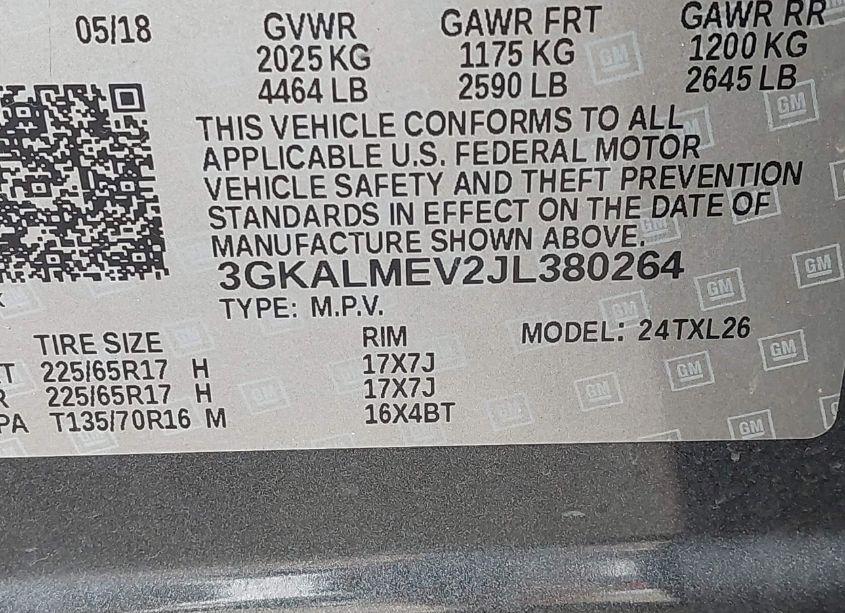 05/18 GVWR GAWR FRT GAWR RR
2025 KG 1175 KG 1200 KG
4464 LB 2590 LB 2645 LB
THIS VEHICLE CONFORMS TO ALL
APPLICABLE U.S. FEDERAL MOTOR
VEHICLE SAFETY AND THEFT PREVENTION
STANDARDS IN EFFECT ON THE DATE OF
MANUFACTURE SHOWN ABOVE.
3GKALMEV2JL380264
TYPE: M.P.V. MODEL: 24TXL26
TIRE SIZE RIM
225/65R17 H 17X7J
225/65R17 H 17X7J
T135/70R16 M 16X4BT
GM